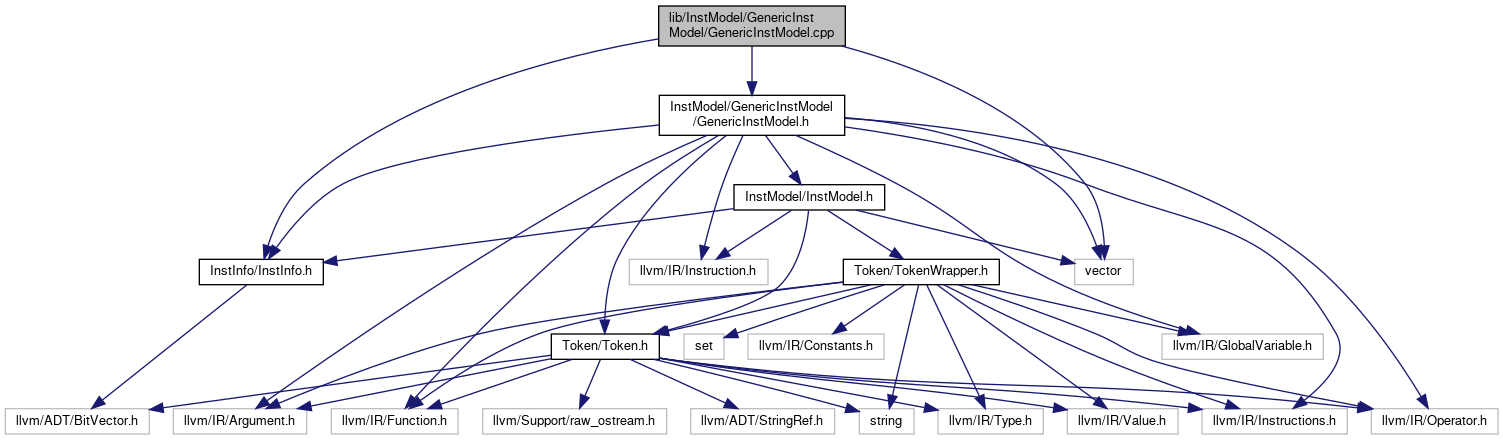 lib/InstModel/GenericInst
Model/GenericInstModel.cpp
InstModel/GenericInstModel
/GenericInstModel.h
InstModel/InstModel.h
InstInfo/InstInfo.h
llvm/IR/Instruction.h
Token/TokenWrapper.h
vector
Token/Token.h
set
llvm/IR/Constants.h
llvm/IR/GlobalVariable.h
llvm/ADT/BitVector.h
llvm/IR/Argument.h
llvm/IR/Function.h
llvm/Support/raw_ostream.h
llvm/ADT/StringRef.h
string
llvm/IR/Type.h
llvm/IR/Value.h
llvm/IR/Instructions.h
llvm/IR/Operator.h